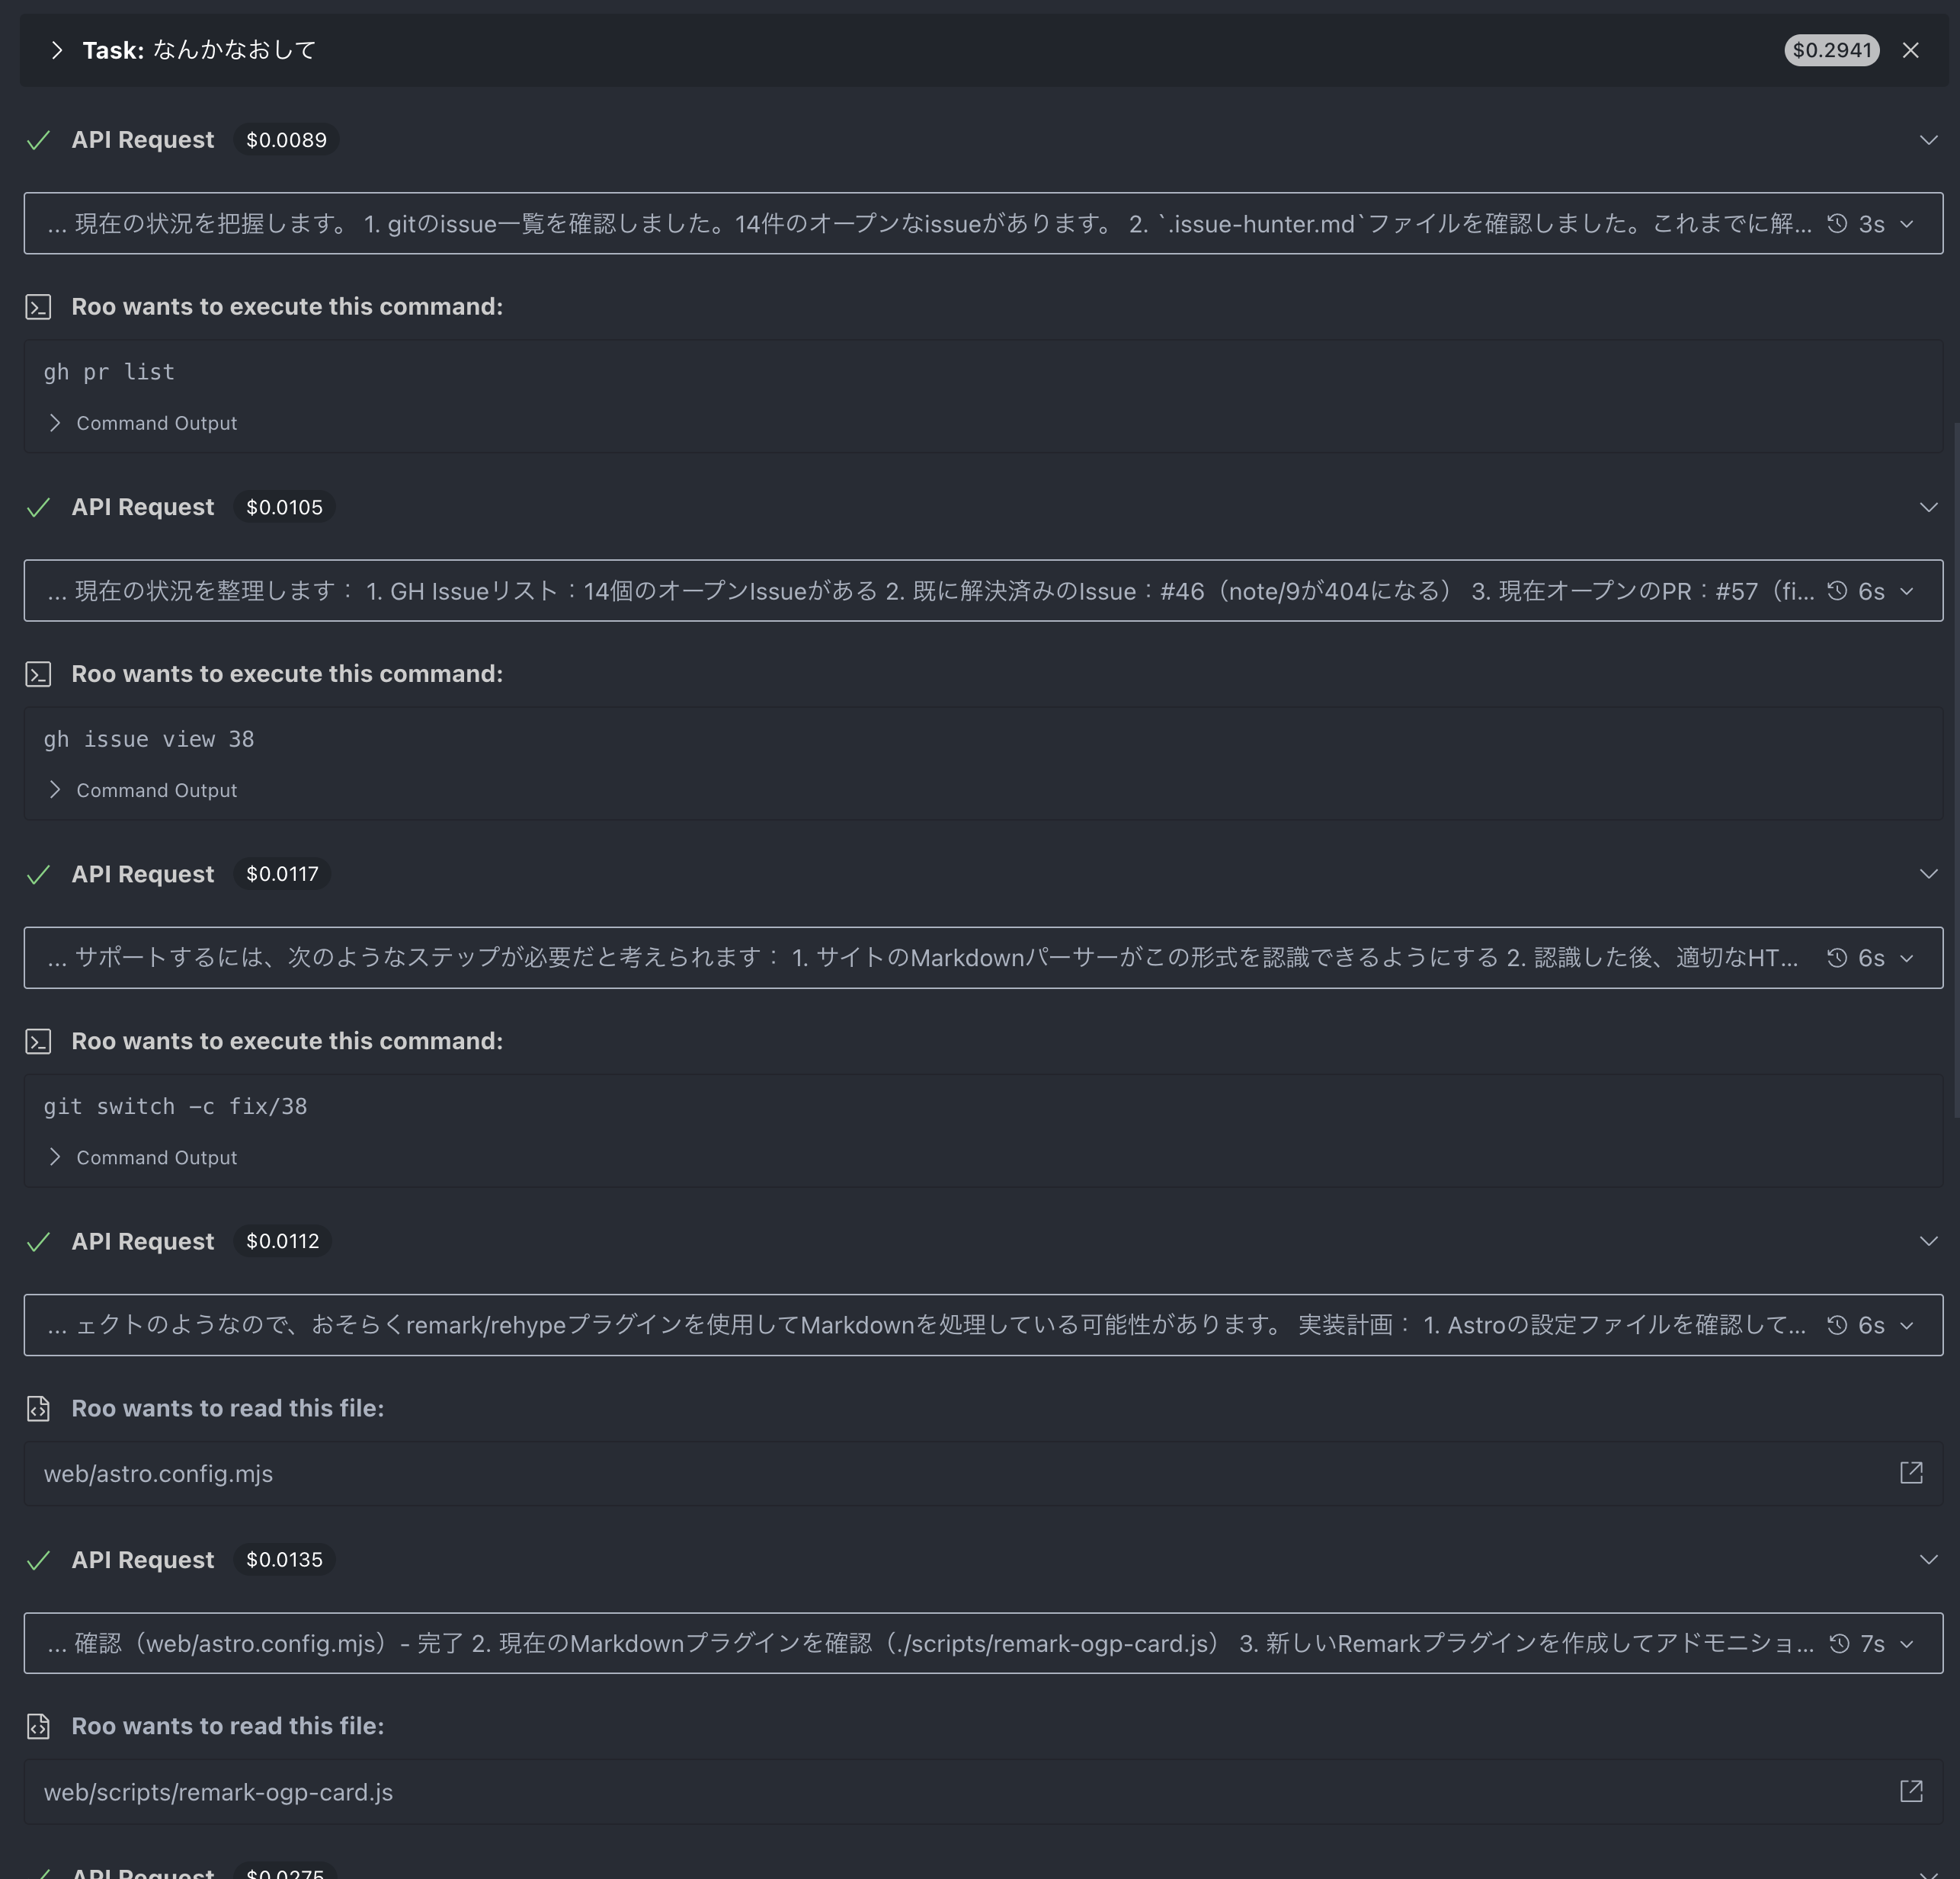 Task: なんかなおして
$0.2941
API Request $0.0089
... 現在の状況を把握します。 1. gitのissue一覧を確認しました。14件のオープンなissueがあります。 2. `.issue-hunter.md`ファイルを確認しました。これまでに解... 3s
Roo wants to execute this command:
gh pr list
Command Output
API Request $0.0105
... 現在の状況を整理します： 1. GH Issueリスト：14個のオープンIssueがある 2. 既に解決済みのIssue：#46（note/9が404になる） 3. 現在オープンのPR：#57（fi... 6s
Roo wants to execute this command:
gh issue view 38
Command Output
API Request $0.0117
... サポートするには、次のようなステップが必要だと考えられます： 1. サイトのMarkdownパーサーがこの形式を認識できるようにする 2. 認識した後、適切なHT... 6s
Roo wants to execute this command:
git switch -c fix/38
Command Output
API Request $0.0112
... ェクトのようなので、おそらくremark/rehypeプラグインを使用してMarkdownを処理している可能性があります。 実装計画： 1. Astroの設定ファイルを確認して... 6s
Roo wants to read this file:
web/astro.config.mjs
API Request $0.0135
... 確認（web/astro.config.mjs）- 完了 2. 現在のMarkdownプラグインを確認（./scripts/remark-ogp-card.js） 3. 新しいRemarkプラグインを作成してアドモニショ... 7s
Roo wants to read this file:
web/scripts/remark-ogp-card.js
API Request $0.0275